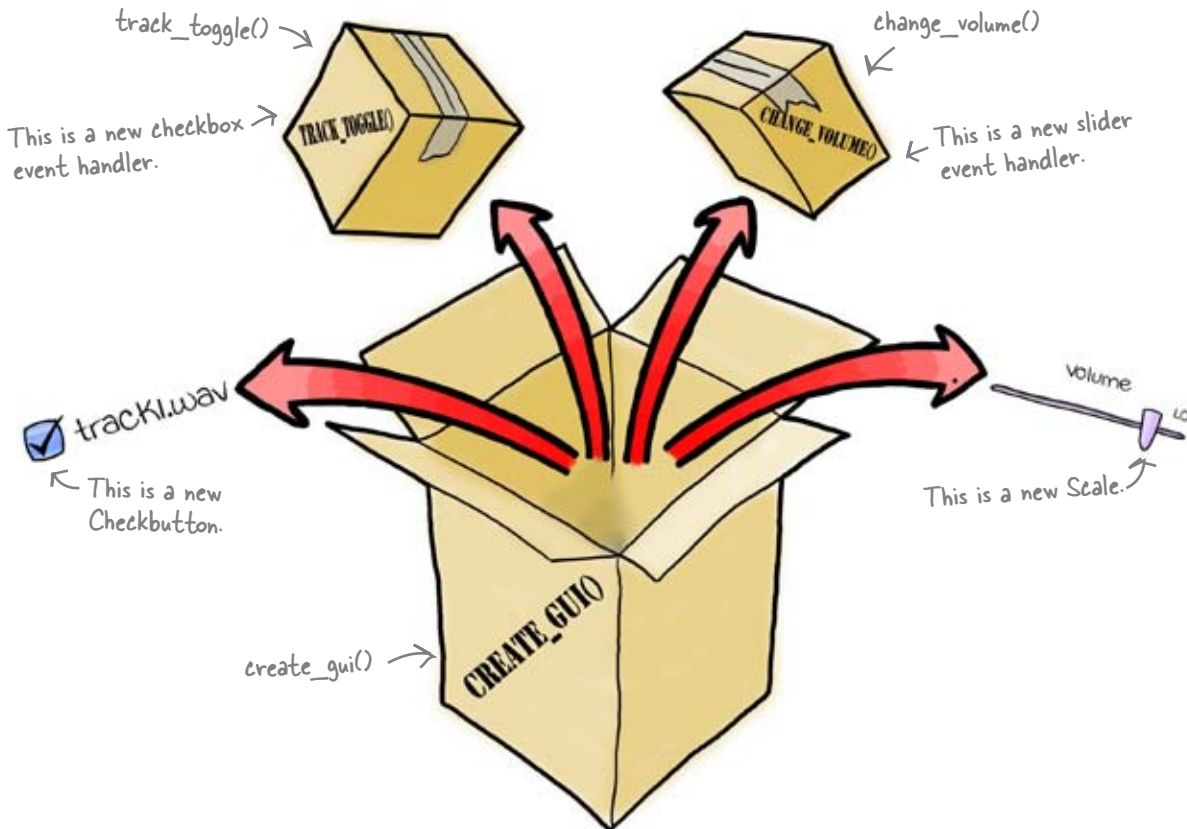 track_toggle()
change_volume()
This is a new checkbox
event handler.
TRACK_TOGGLE()
CHANGE_VOLUME()
This is a new slider
event handler.
track1.wav
volume
This is a new
Checkbutton.
This is a new Scale.
CREATE_GUI()
create_gui()